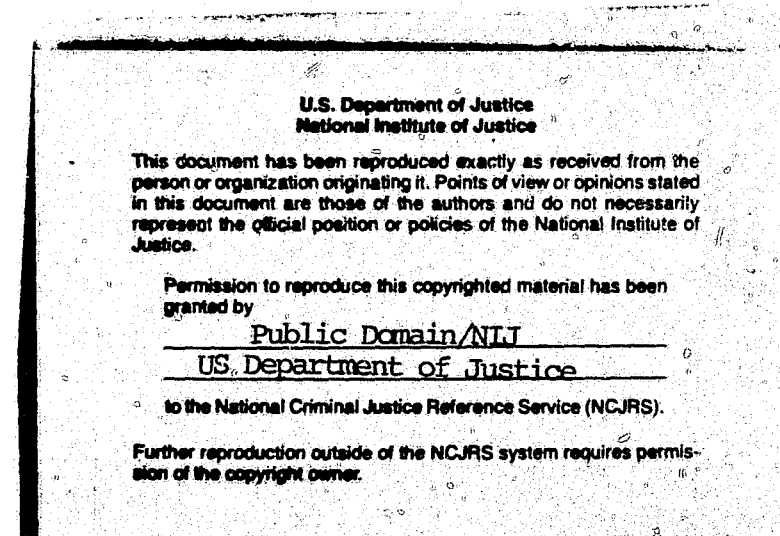 U.S. Department of Justice
National Institute of Justice
This document has been reproduced exactly as received from the
person or organization originating it. Points of view or opinions stated
in this document are those of the authors and do not necessarily
represent the official position or policies of the National Institute of
Justice.
Permission to reproduce this copyrighted material has been
granted by
Public Domain/NIJ
US Department of Justice
to the National Criminal Justice Reference Service (NCJRS).
Further reproduction outside of the NCJRS system requires permis-
sion of the copyright owner.